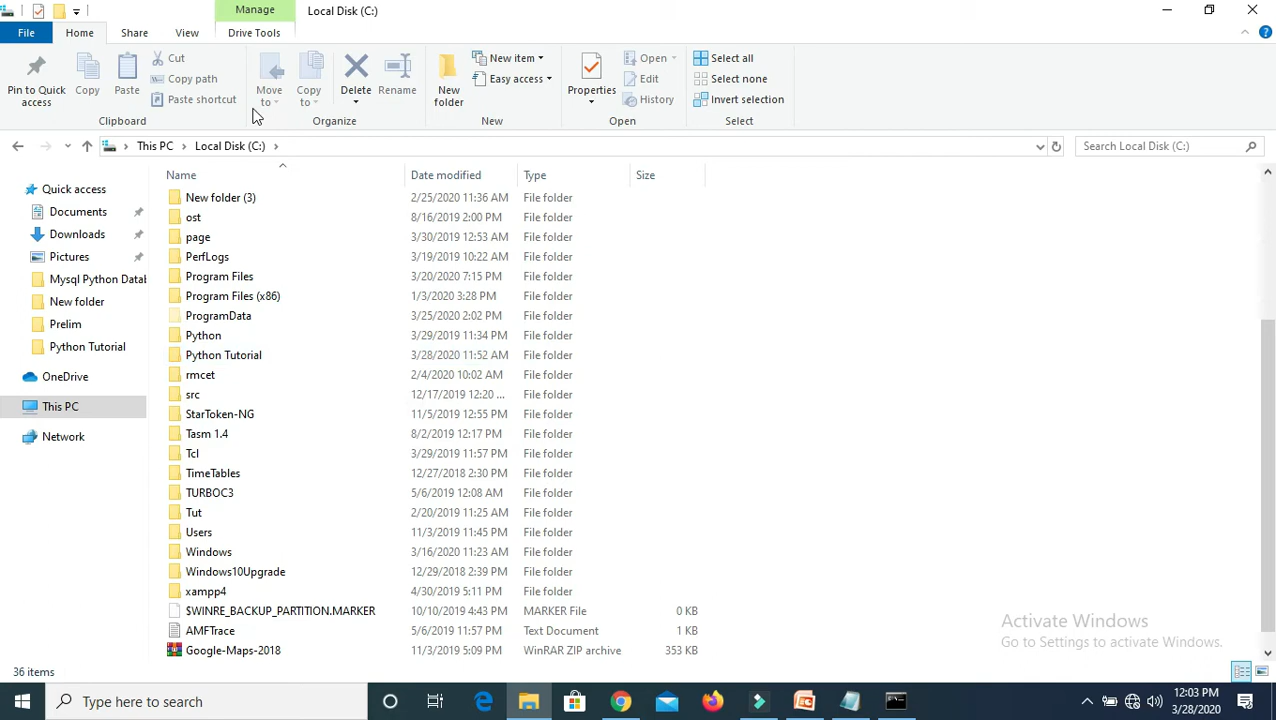 Manage
Local Disk (C:)
File
Home
Share
View
Drive Tools
Pin to Quick
access
Copy
Paste
Cut
Copy path
Paste shortcut
Clipboard
Move
to
Copy
to
Delete
Rename
Organize
New
folder
New item
Easy access
New
Properties
Open
Edit
History
Open
Select all
Select none
Invert selection
Select
This PC
Local Disk (C:)
Search Local Disk (C:)
Quick access
Documents
Downloads
Pictures
Mysql Python Datab
New folder
Prelim
Python Tutorial
OneDrive
This PC
Network
Name Date modified Type Size
New folder (3) 2/25/2020 11:36 AM File folder
ost 8/16/2019 2:00 PM File folder
page 3/30/2019 12:53 AM File folder
PerfLogs 3/19/2019 10:22 AM File folder
Program Files 3/20/2020 7:15 PM File folder
Program Files (x86) 1/3/2020 3:28 PM File folder
ProgramData 3/25/2020 2:02 PM File folder
Python 3/29/2019 11:34 PM File folder
Python Tutorial 3/28/2020 11:52 AM File folder
rmcet 2/4/2020 10:02 AM File folder
src 12/17/2019 12:20 ... File folder
StarToken-NG 11/5/2019 12:55 PM File folder
Tasm 1.4 8/2/2019 12:17 PM File folder
Tcl 3/29/2019 11:57 PM File folder
TimeTables 12/27/2018 2:30 PM File folder
TURBOC3 5/6/2019 12:08 AM File folder
Tut 2/20/2019 11:25 AM File folder
Users 11/3/2019 11:45 PM File folder
Windows 3/16/2020 11:23 AM File folder
Windows10Upgrade 12/29/2018 2:39 PM File folder
xampp4 4/30/2019 5:11 PM File folder
$WINRE_BACKUP_PARTITION.MARKER 10/10/2019 4:43 PM MARKER File 0 KB
AMFTrace 5/6/2019 11:57 PM Text Document 1 KB
Google-Maps-2018 11/3/2019 5:09 PM WinRAR ZIP archive 353 KB
Activate Windows
Go to Settings to activate Windows.
36 items
Type here to search
12:03 PM
3/28/2020